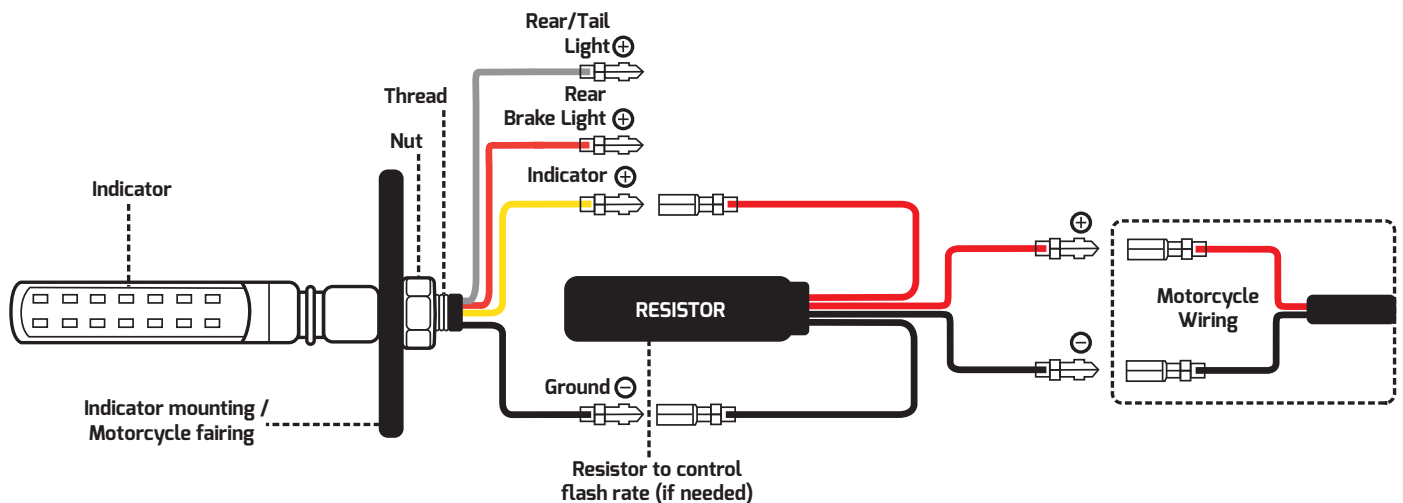 Rear/Tail
Light ⊕
Rear
Brake Light ⊕
Thread
Nut
Indicator ⊕
Indicator
⊕
RESISTOR
Motorcycle
Wiring
⊖
Ground ⊖
Indicator mounting /
Motorcycle fairing
Resistor to control
flash rate (if needed)